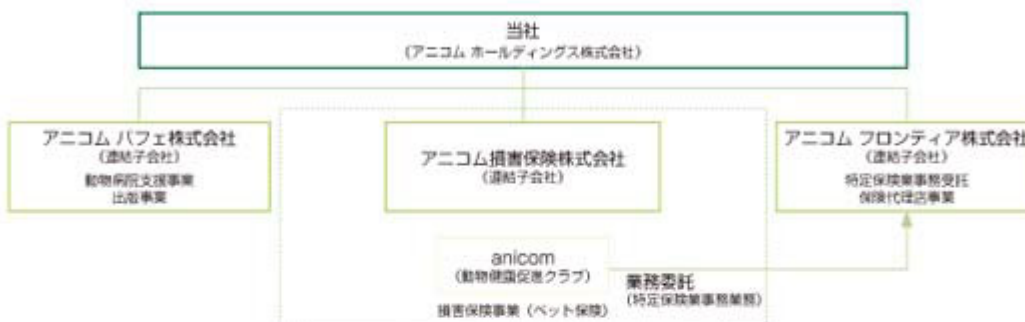 当社
(アニコム ホールディングス株式会社)
アニコム パフェ株式会社
(連結子会社)
動物病院支援事業
出版事業
アニコム損害保険株式会社
(連結子会社)
アニコム フロンティア株式会社
(連結子会社)
特定保険業事務受託
保険代理店事業
anicom
(動物健康促進クラブ)
損害保険事業(ペット保険)
業務委託
(特定保険業事務業務)